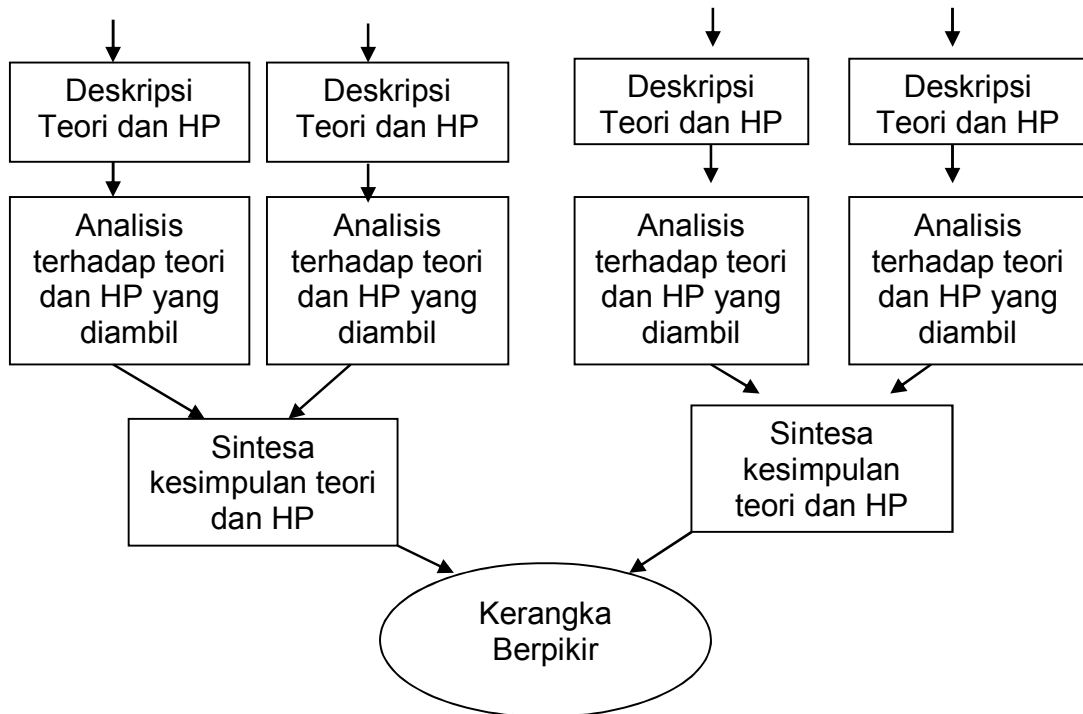 Deskripsi
Teori dan HP
Deskripsi
Teori dan HP
Deskripsi
Teori dan HP
Deskripsi
Teori dan HP
Analisis
terhadap teori
dan HP yang
diambil
Analisis
terhadap teori
dan HP yang
diambil
Analisis
terhadap teori
dan HP yang
diambil
Analisis
terhadap teori
dan HP yang
diambil
Sintesa
kesimpulan teori
dan HP
Sintesa
kesimpulan
teori dan HP
Kerangka
Berpikir